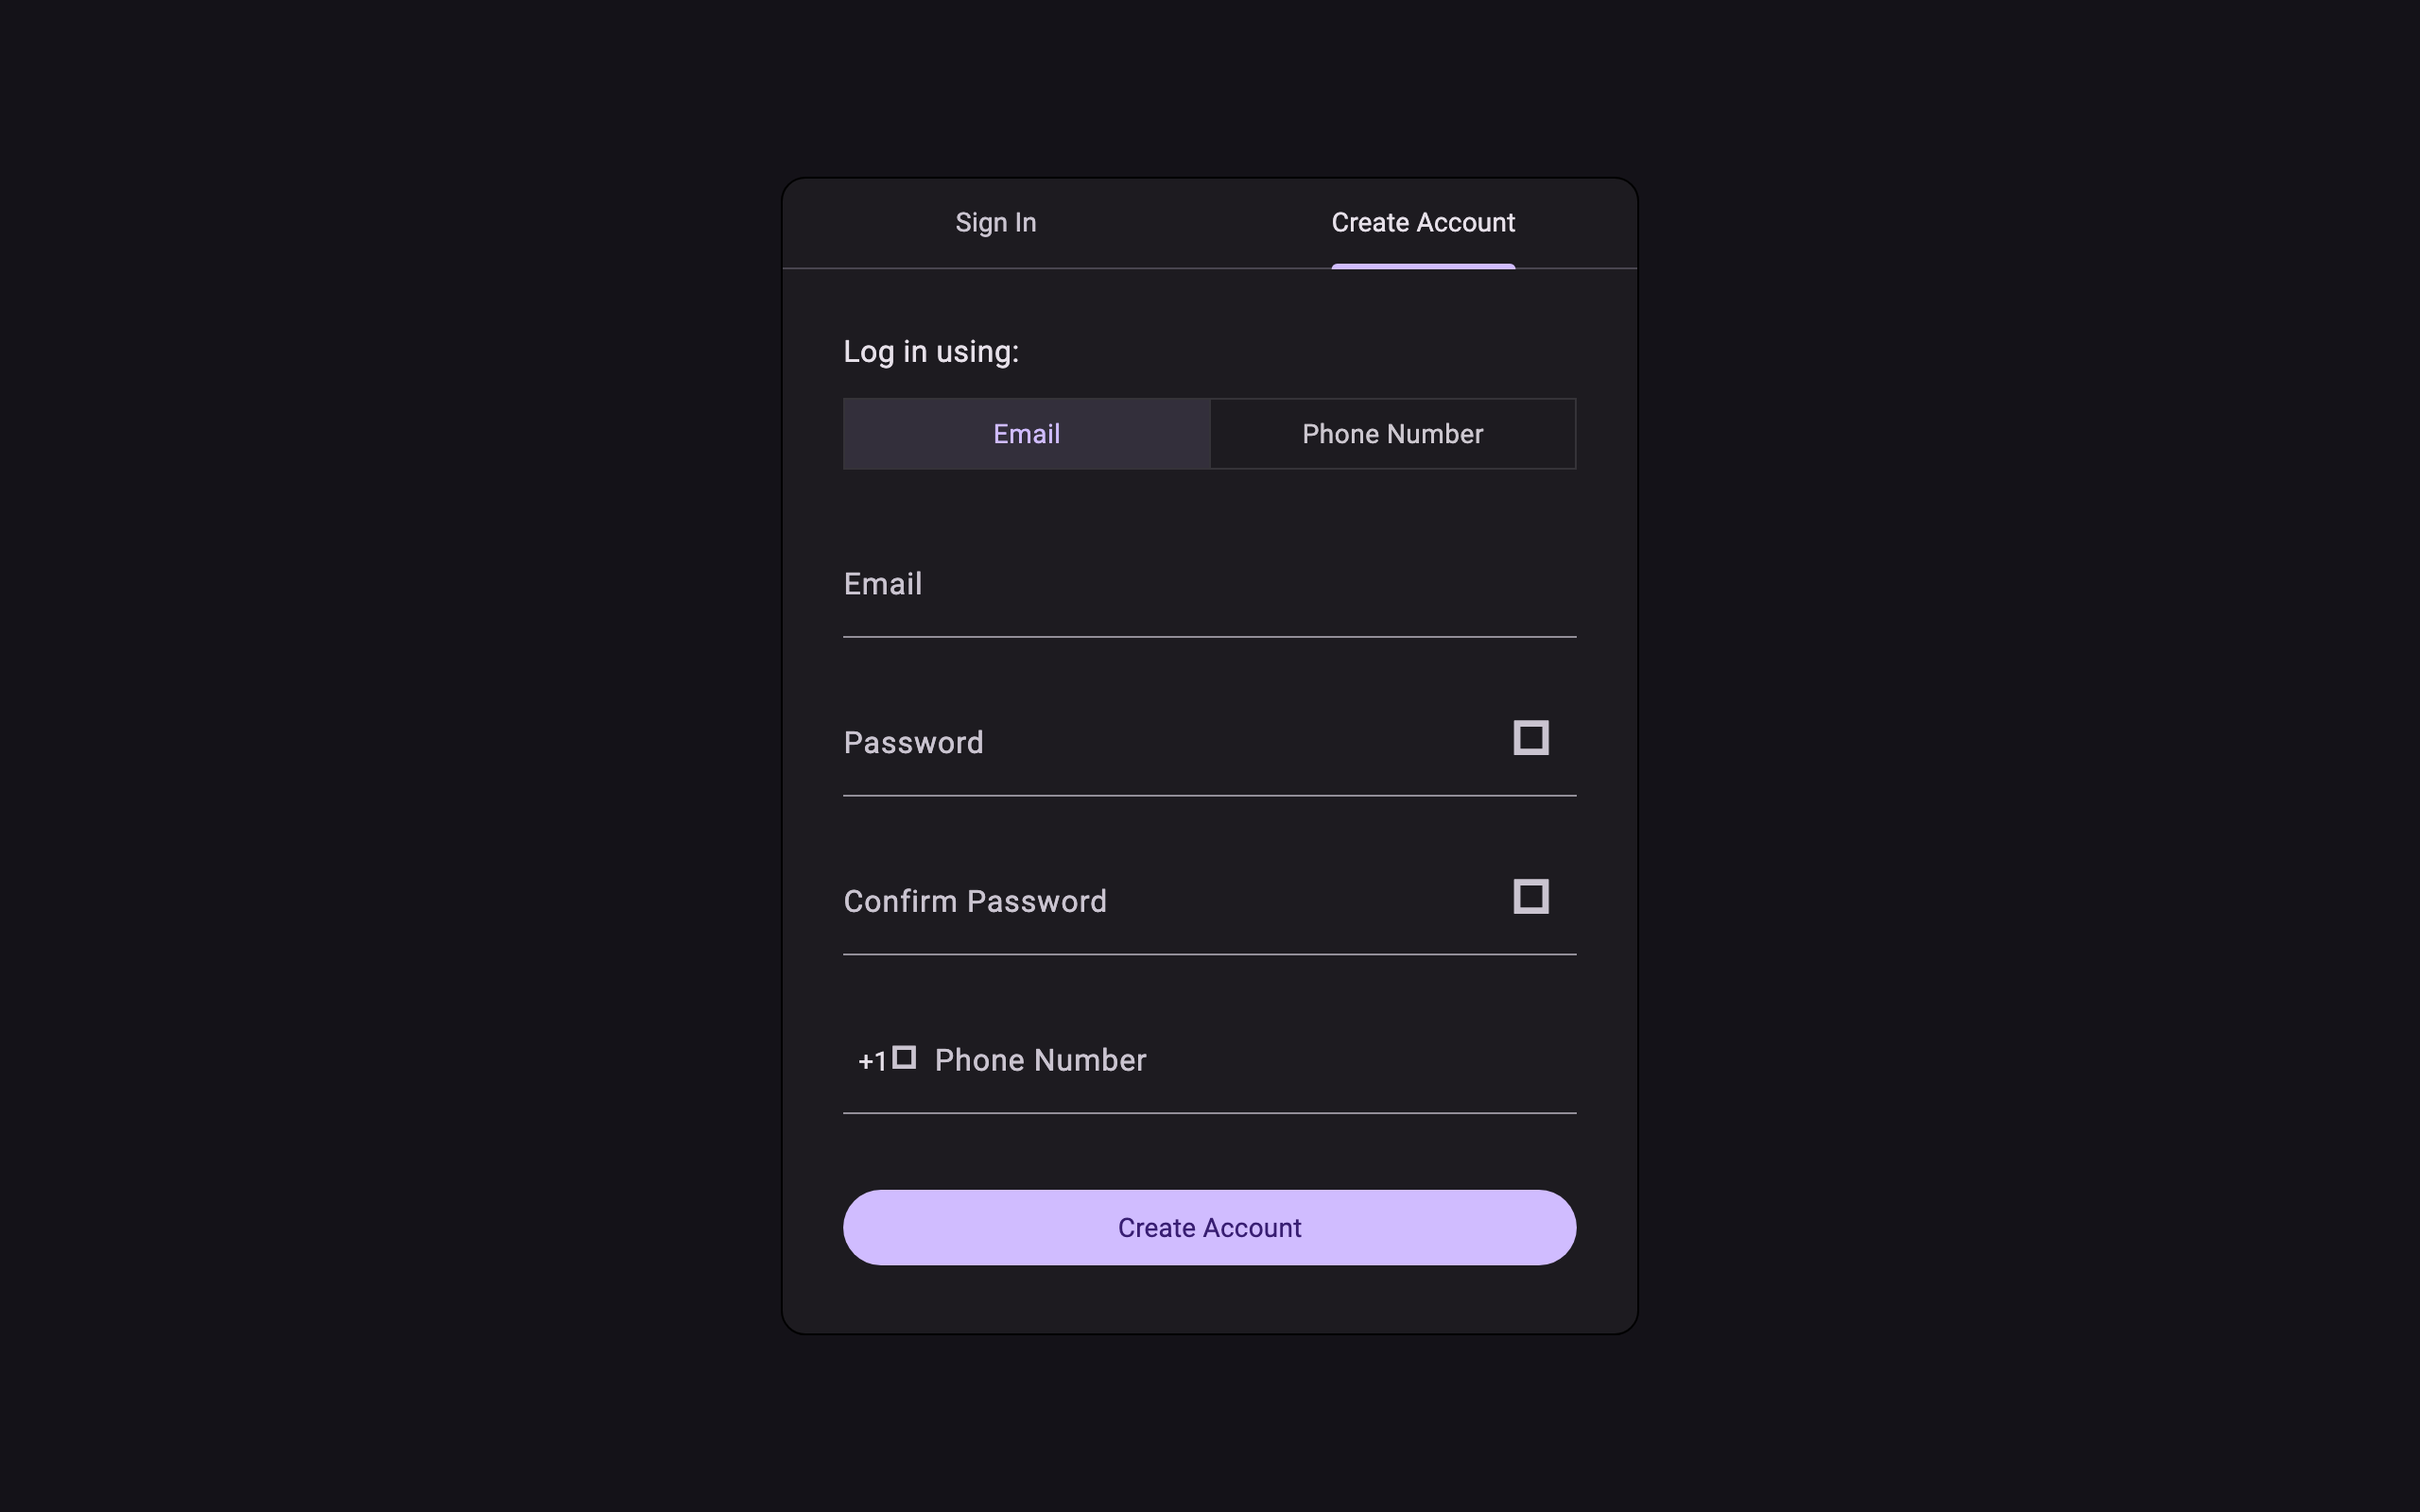 Sign In
Create Account
Log in using:
Email
Phone Number
Email
Password
Confirm Password
+1 Phone Number
Create Account